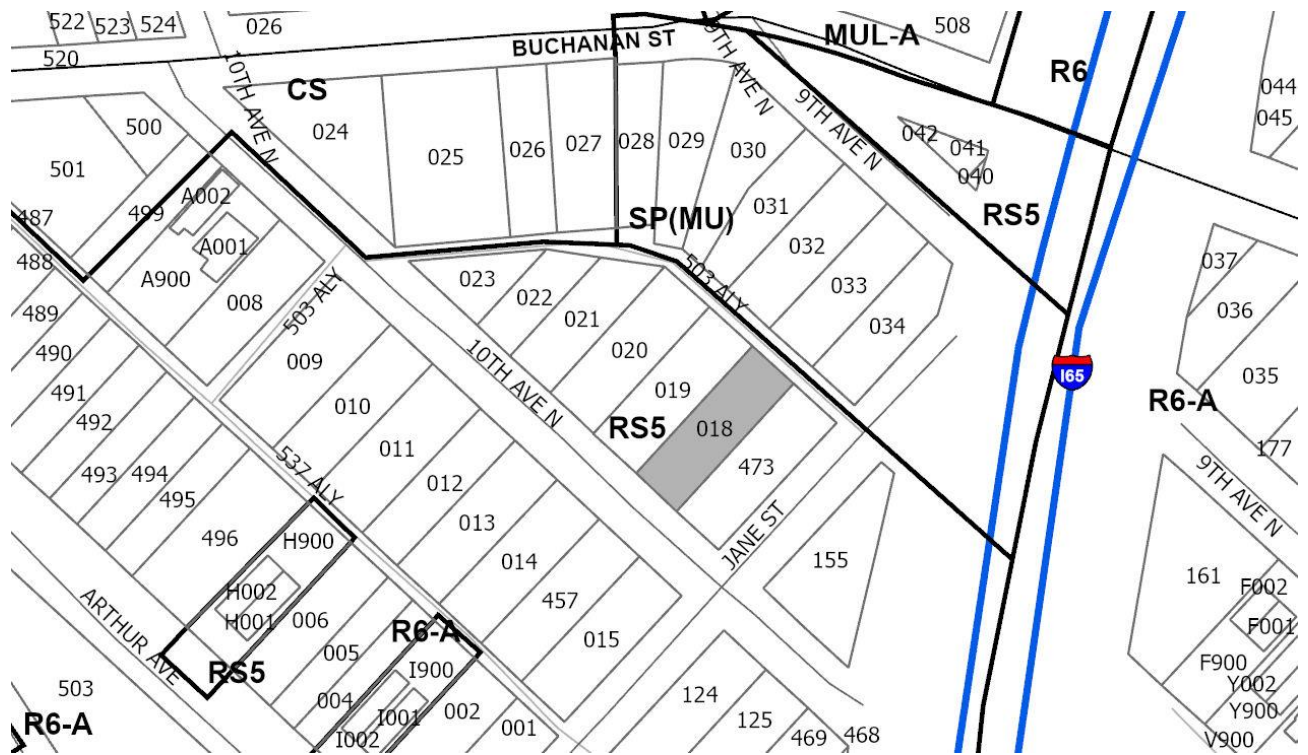 522
523
524
026
520
10TH AVE N
BUCHANAN ST
9TH AVE N
MUL-A
508
R6
044
045
CS
024
025
026
027
028
029
030
9TH AVE N
042
041
040
RS5
500
501
A002
499
A001
A900
487
488
008
503 ALY
SP(MU)
031
032
033
034
503 ALY
023
022
021
020
019
018
473
RS5
10TH AVE N
037
036
035
177
R6-A
I65
489
490
491
492
493
494
495
496
009
010
011
012
013
014
457
015
537 ALY
JANE ST
155
9TH AVE N
161
F002
F001
F900
Y002
Y900
V900
H900
H002
H001
006
005
004
ARTHUR AVE
RS5
R6-A
I900
I001
I002
002
001
503
R6-A
124
125
469
468